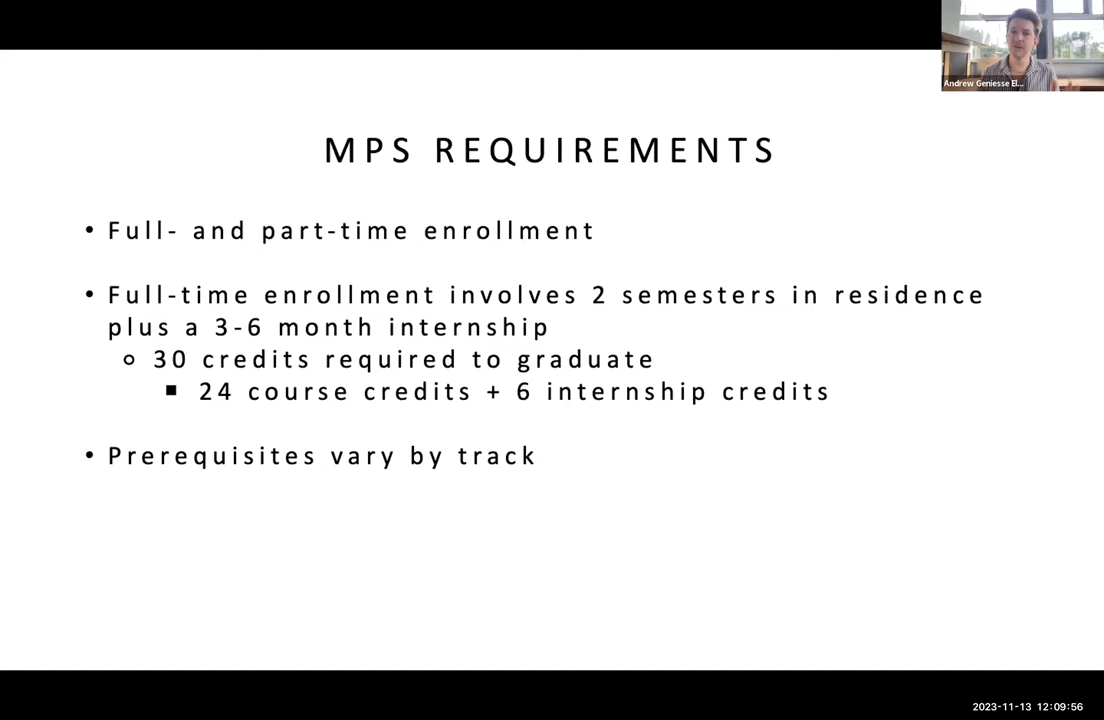 Andrew Geniesse El...
MPS REQUIREMENTS
• Full- and part-time enrollment
• Full-time enrollment involves 2 semesters in residence
plus a 3-6 month internship
○ 30 credits required to graduate
■ 24 course credits + 6 internship credits
• Prerequisites vary by track
2023-11-13 12:09:56